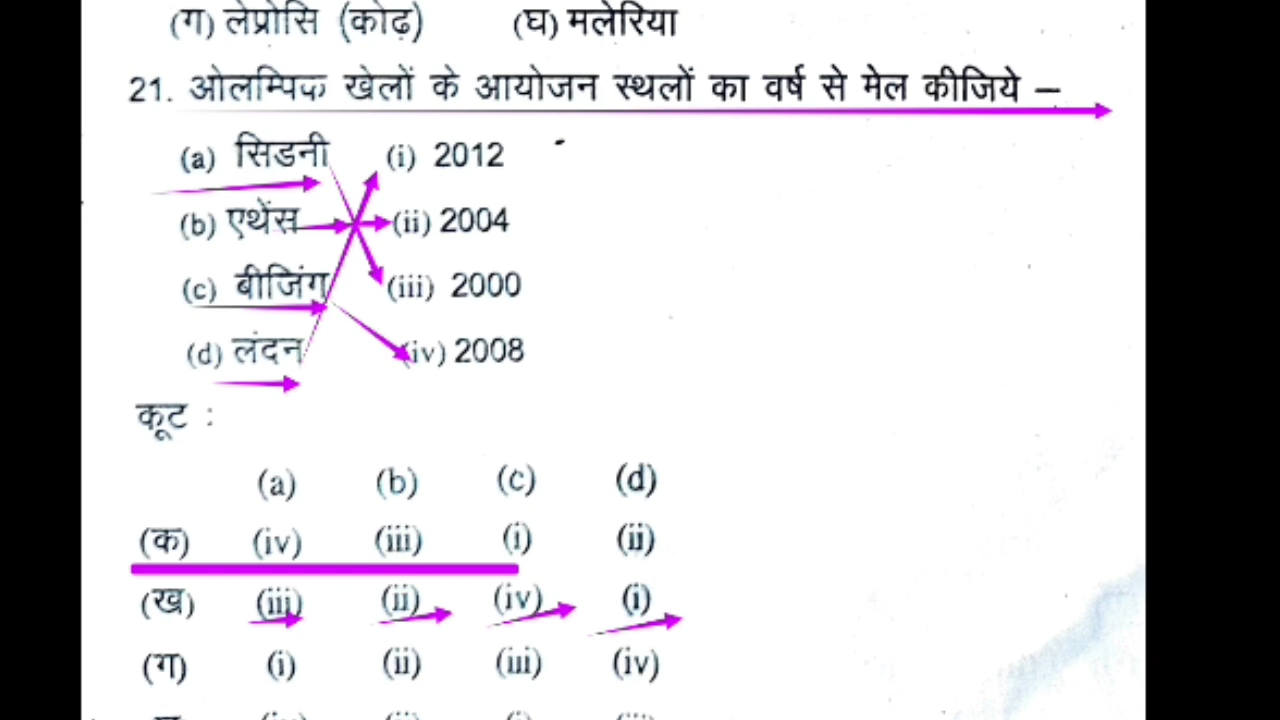 (ग) लेप्रोसि (कोढ़) (घ) मलेरिया
21. ओलम्पिक खेलों के आयोजन स्थलों का वर्ष से मेल कीजिये –
(a) सिडनी (i) 2012
(b) एथेंस (ii) 2004
(c) बीजिंग (iii) 2000
(d) लंदन (iv) 2008
कूट :
(a) (b) (c) (d)
(क) (iv) (iii) (i) (ii)
(ख) (iii) (ii) (iv) (i)
(ग) (i) (ii) (iii) (iv)